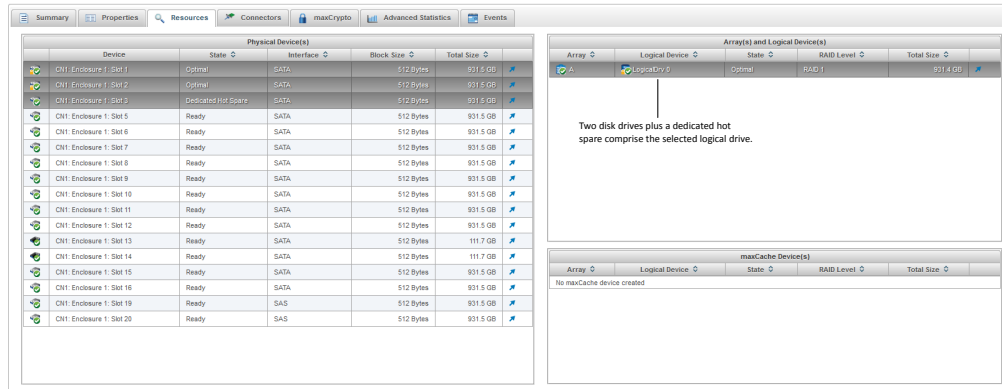 Summary Properties Resources Connectors maxCrypto Advanced Statistics Events
Physical Device(s)
Device State Interface Block Size Total Size
CN1: Enclosure 1: Slot 1 Optimal SATA 512 Bytes 931.5 GB
CN1: Enclosure 1: Slot 2 Optimal SATA 512 Bytes 931.5 GB
CN1: Enclosure 1: Slot 3 Dedicated Hot Spare SATA 512 Bytes 931.5 GB
CN1: Enclosure 1: Slot 5 Ready SATA 512 Bytes 931.5 GB
CN1: Enclosure 1: Slot 6 Ready SATA 512 Bytes 931.5 GB
CN1: Enclosure 1: Slot 7 Ready SATA 512 Bytes 931.5 GB
CN1: Enclosure 1: Slot 8 Ready SATA 512 Bytes 931.5 GB
CN1: Enclosure 1: Slot 9 Ready SATA 512 Bytes 931.5 GB
CN1: Enclosure 1: Slot 10 Ready SATA 512 Bytes 931.5 GB
CN1: Enclosure 1: Slot 11 Ready SATA 512 Bytes 931.5 GB
CN1: Enclosure 1: Slot 12 Ready SATA 512 Bytes 931.5 GB
CN1: Enclosure 1: Slot 13 Ready SATA 512 Bytes 111.7 GB
CN1: Enclosure 1: Slot 14 Ready SATA 512 Bytes 111.7 GB
CN1: Enclosure 1: Slot 15 Ready SATA 512 Bytes 931.5 GB
CN1: Enclosure 1: Slot 16 Ready SATA 512 Bytes 931.5 GB
CN1: Enclosure 1: Slot 19 Ready SAS 512 Bytes 931.5 GB
CN1: Enclosure 1: Slot 20 Ready SAS 512 Bytes 931.5 GB
Array(s) and Logical Device(s)
Array Logical Device State RAID Level Total Size
A LogicalDrv 0 Optimal RAID 1 931.4 GB
Two disk drives plus a dedicated hot
spare comprise the selected logical drive.
maxCache Device(s)
Array Logical Device State RAID Level Total Size
No maxCache device created